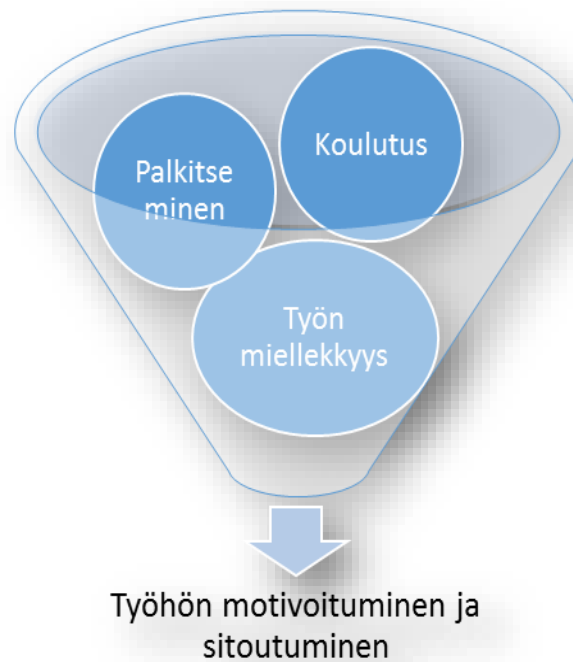 Koulutus
Palkitse
minen
Työn
miellekkyys
Työhön motivoituminen ja
sitoutuminen